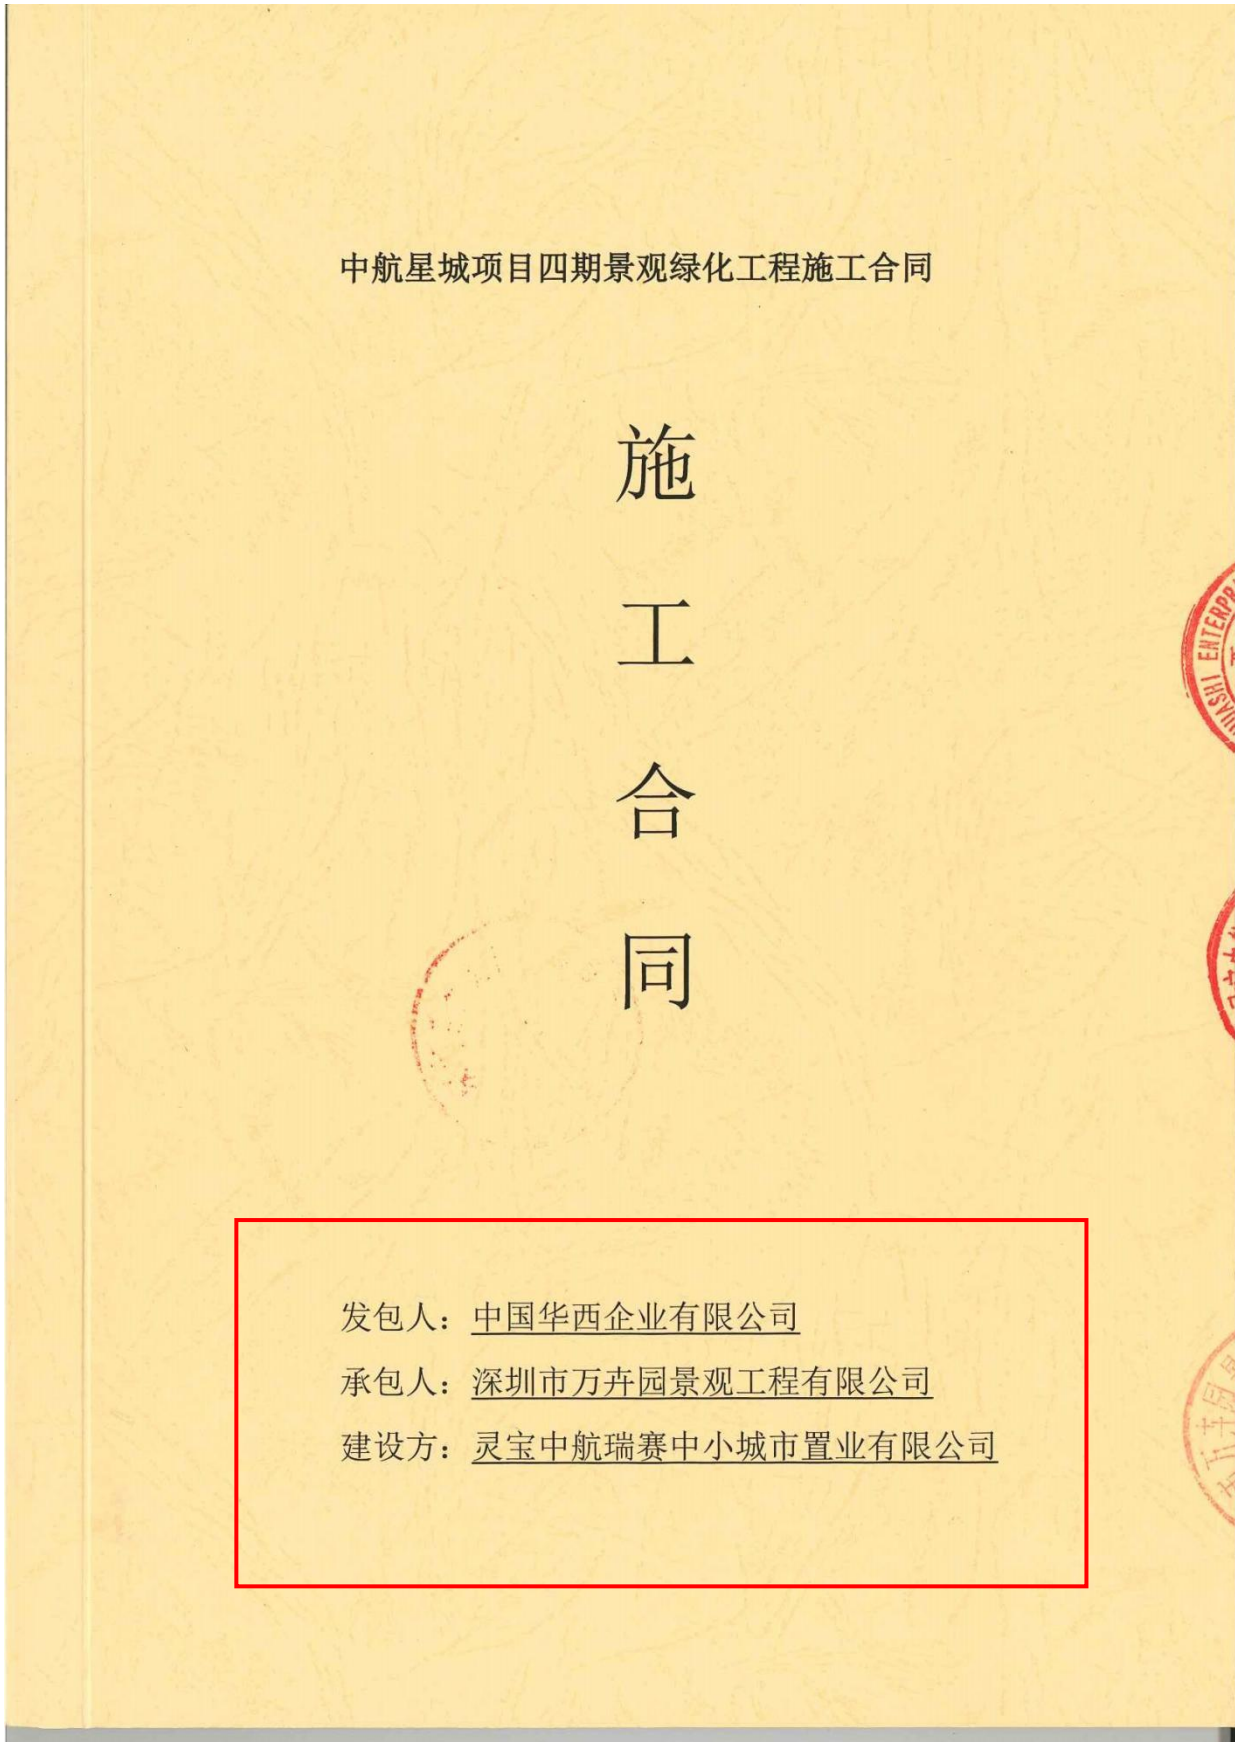 中航星城项目四期景观绿化工程施工合同
施
工
合
同
HUASHI ENTERPR
发包人：中国华西企业有限公司
承包人：深圳市万卉园景观工程有限公司
建设方：灵宝中航瑞赛中小城市置业有限公司